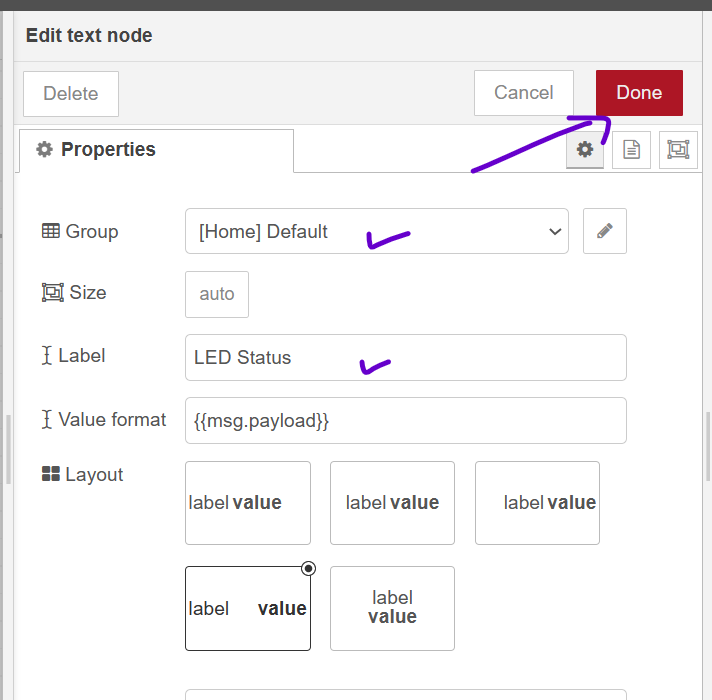 Edit text node
Delete
Cancel
Done
Properties
Group
[Home] Default
Size
auto
Label
LED Status
Value format
{{msg.payload}}
Layout
label value
label value
label value
label value
label
value